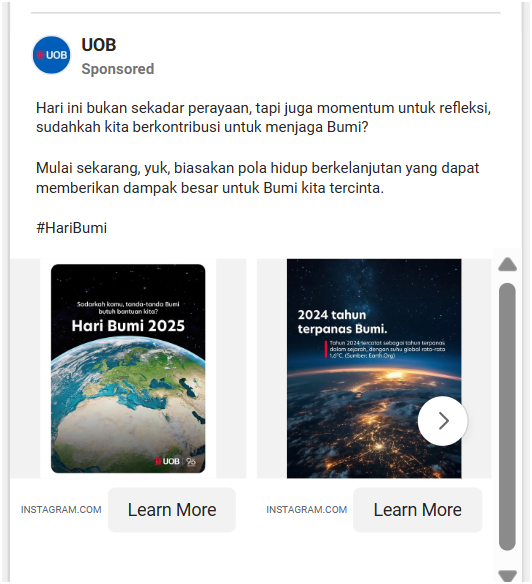 UOB
UOB
Sponsored
Hari ini bukan sekadar perayaan, tapi juga momentum untuk refleksi,
sudahkah kita berkontribusi untuk menjaga Bumi?
Mulai sekarang, yuk, biasakan pola hidup berkelanjutan yang dapat
memberikan dampak besar untuk Bumi kita tercinta.
#HariBumi
Sadarkah kamu, tanda-tanda Bumi
butuh bantuan kita?
Hari Bumi 2025
UOB
2024 tahun
terpanas Bumi.
Tahun 2024 tercatat sebagai tahun terpanas
dalam sejarah, dengan suhu global rata-rata
1,6°C. (Sumber: Earth.Org)
INSTAGRAM.COM
Learn More
INSTAGRAM.COM
Learn More